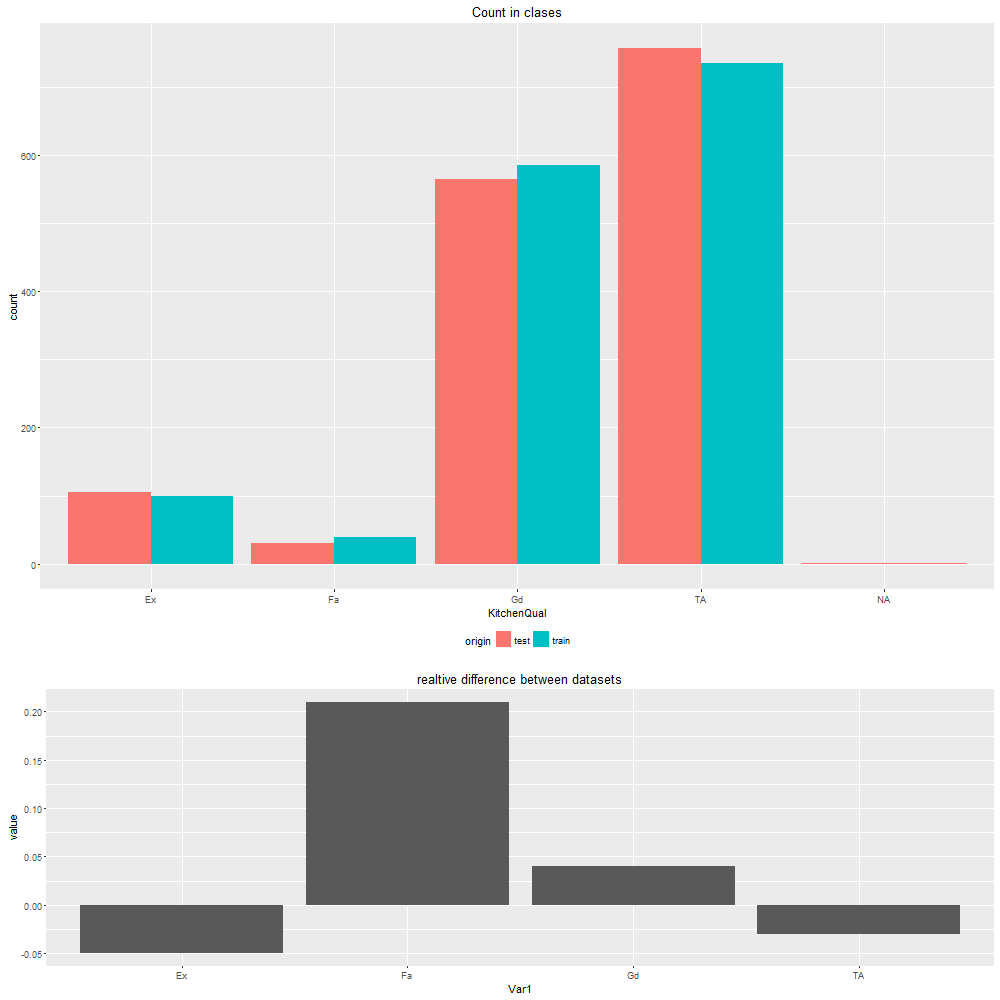 Count in clases
600
400
200
0
count
Ex Fa Gd TA NA
KitchenQual
origin test train
realtive difference between datasets
0.20
0.15
0.10
0.05
0.00
-0.05
value
Ex Fa Gd TA
Var1